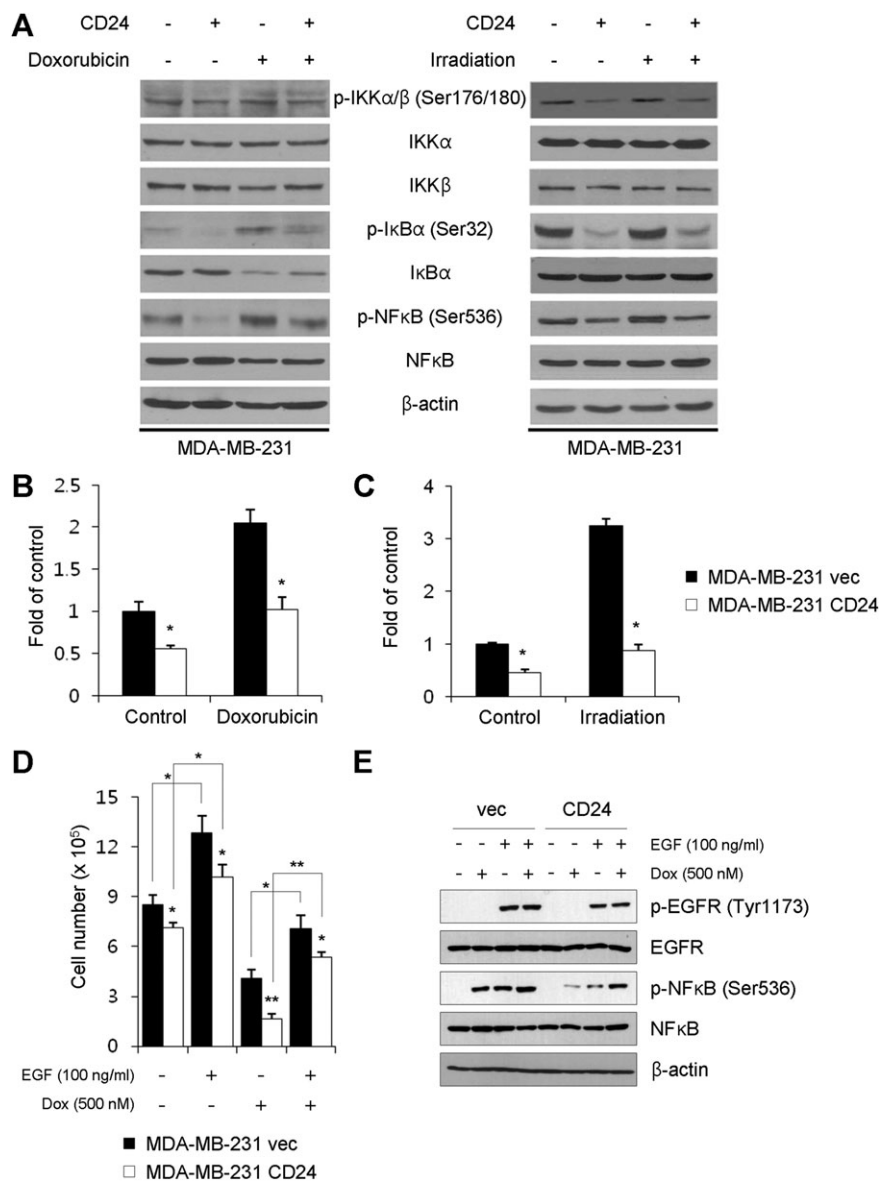 A
CD24 - + - +
Doxorubicin - - + +
CD24 - + - +
Irradiation - - + +
p-IKKα/β (Ser176/180)
IKKα
IKKβ
p-IκBα (Ser32)
IκBα
p-NFκB (Ser536)
NFκB
β-actin
MDA-MB-231
MDA-MB-231
B
Fold of control
2.5
2
1.5
1
0.5
0
*
*
Control Doxorubicin
C
Fold of control
4
3
2
1
0
*
*
Control Irradiation
MDA-MB-231 vec
MDA-MB-231 CD24
D
Cell number (x 10⁵)
15
12
9
6
3
0
*
*
*
*
*
**
**
*
EGF (100 ng/ml) - + - +
Dox (500 nM) - - + +
MDA-MB-231 vec
MDA-MB-231 CD24
E
vec CD24
- - + + - - + + EGF (100 ng/ml)
- + - + - + - + Dox (500 nM)
p-EGFR (Tyr1173)
EGFR
p-NFκB (Ser536)
NFκB
β-actin